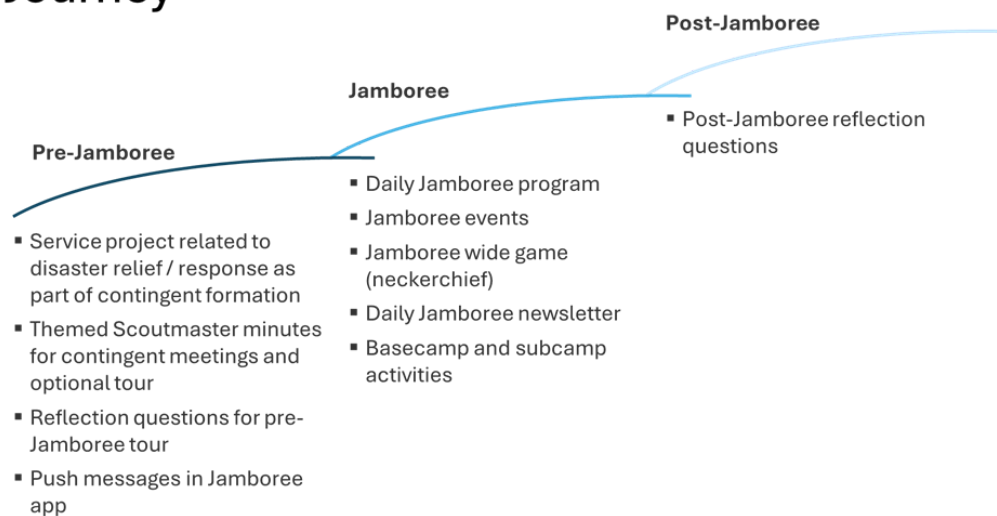 Journey
Post-Jamboree
Jamboree
Pre-Jamboree
▪ Service project related to
disaster relief / response as
part of contingent formation
▪ Themed Scoutmaster minutes
for contingent meetings and
optional tour
▪ Reflection questions for pre-
Jamboree tour
▪ Push messages in Jamboree
app
▪ Daily Jamboree program
▪ Jamboree events
▪ Jamboree wide game
(neckerchief)
▪ Daily Jamboree newsletter
▪ Basecamp and subcamp
activities
▪ Post-Jamboree reflection
questions